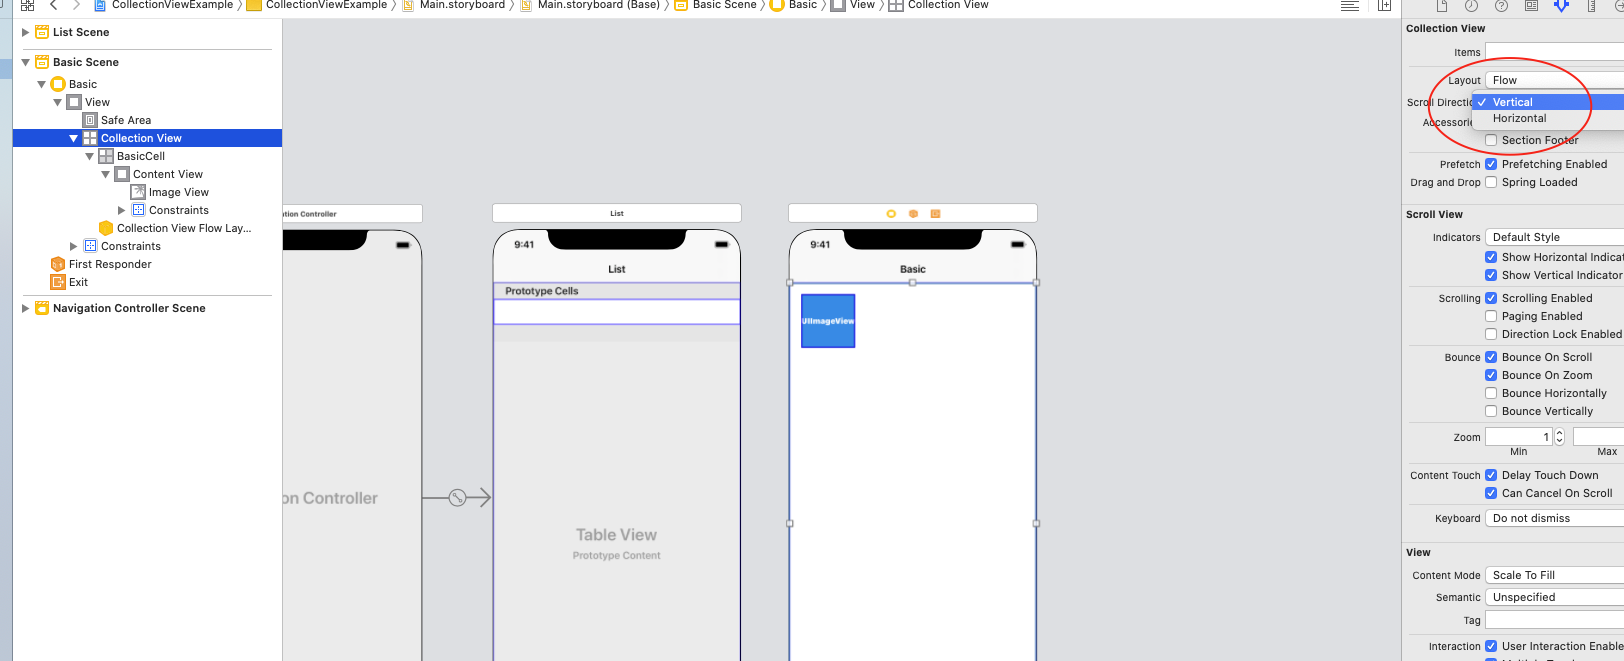 CollectionViewExample
CollectionViewExample
Main.storyboard
Main.storyboard (Base)
Basic Scene
Basic
View
Collection View
List Scene
Basic Scene
Basic
View
Safe Area
Collection View
BasicCell
Content View
Image View
Constraints
Collection View Flow Lay...
Constraints
First Responder
Exit
Navigation Controller Scene
Controller
Controller
List
9:41
List
Prototype Cells
Table View
Prototype Content
9:41
Basic
UIImageView
Collection View
Items
Layout
Flow
Scroll
Vertical
Horizontal
Section Footer
Prefetch
Prefetching Enabled
Drag and Drop
Spring Loaded
Scroll View
Indicators
Default Style
Show Horizontal
Show Vertical Indicator
Scrolling
Scrolling Enabled
Paging Enabled
Direction Lock Enabled
Bounce
Bounce On Scroll
Bounce On Zoom
Bounce Horizontally
Bounce Vertically
Zoom
1
Min
Max
Content Touch
Delay Touch Down
Can Cancel On Scroll
Keyboard
Do not dismiss
View
Content Mode
Scale To Fill
Semantic
Unspecified
Tag
Interaction
User Interaction